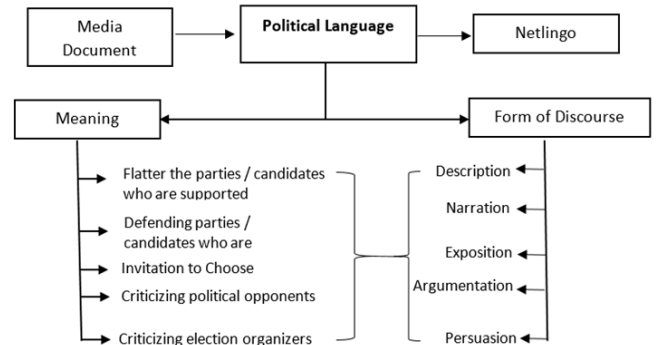 Media
Document
Political Language
Netlingo
Meaning
Form of Discourse
Flatter the parties / candidates
who are supported
Defending parties /
candidates who are
Invitation to Choose
Criticizing political opponents
Criticizing election organizers
Description
Narration
Exposition
Argumentation
Persuasion